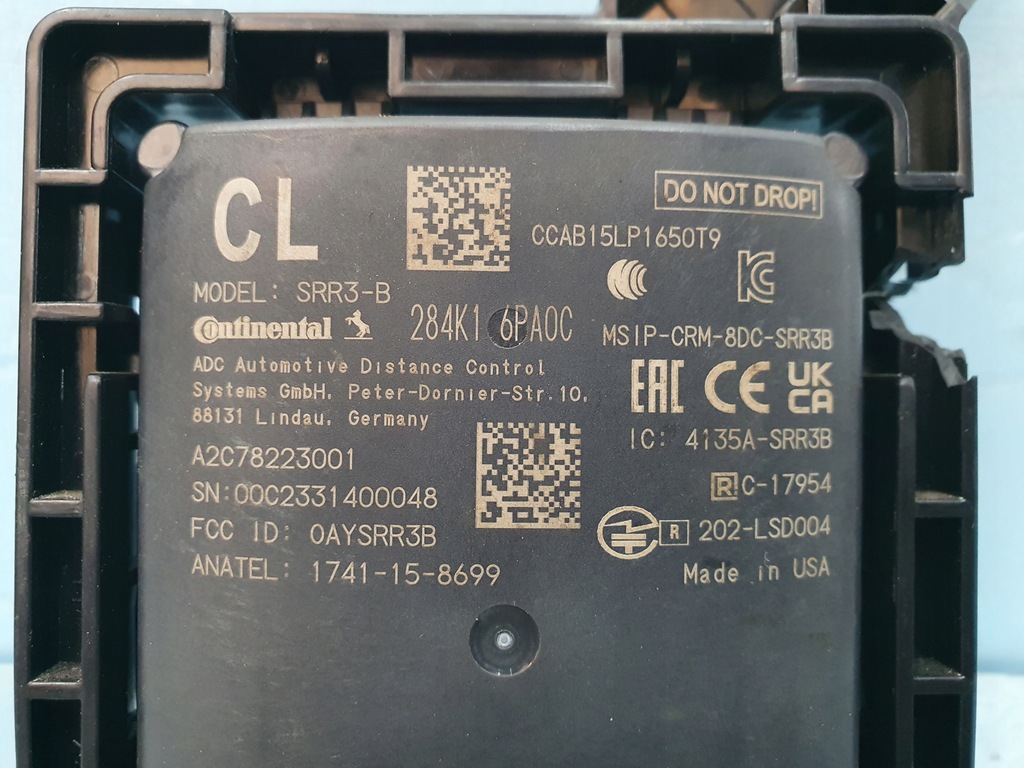 CL
DO NOT DROP!
CCAB15LP1650T9
MODEL: SRR3-B
Continental
284K1 6PA0C
MSIP-CRM-8DC-SRR3B
ADC Automotive Distance Control
Systems GmbH, Peter-Dornier-Str.10,
88131 Lindau, Germany
EAC CE UK CA
IC: 4135A-SRR3B
A2C78223001
SN:00C2331400048
R C-17954
FCC ID: OAYSRR3B
R 202-LSD004
ANATEL: 1741-15-8699
Made in USA